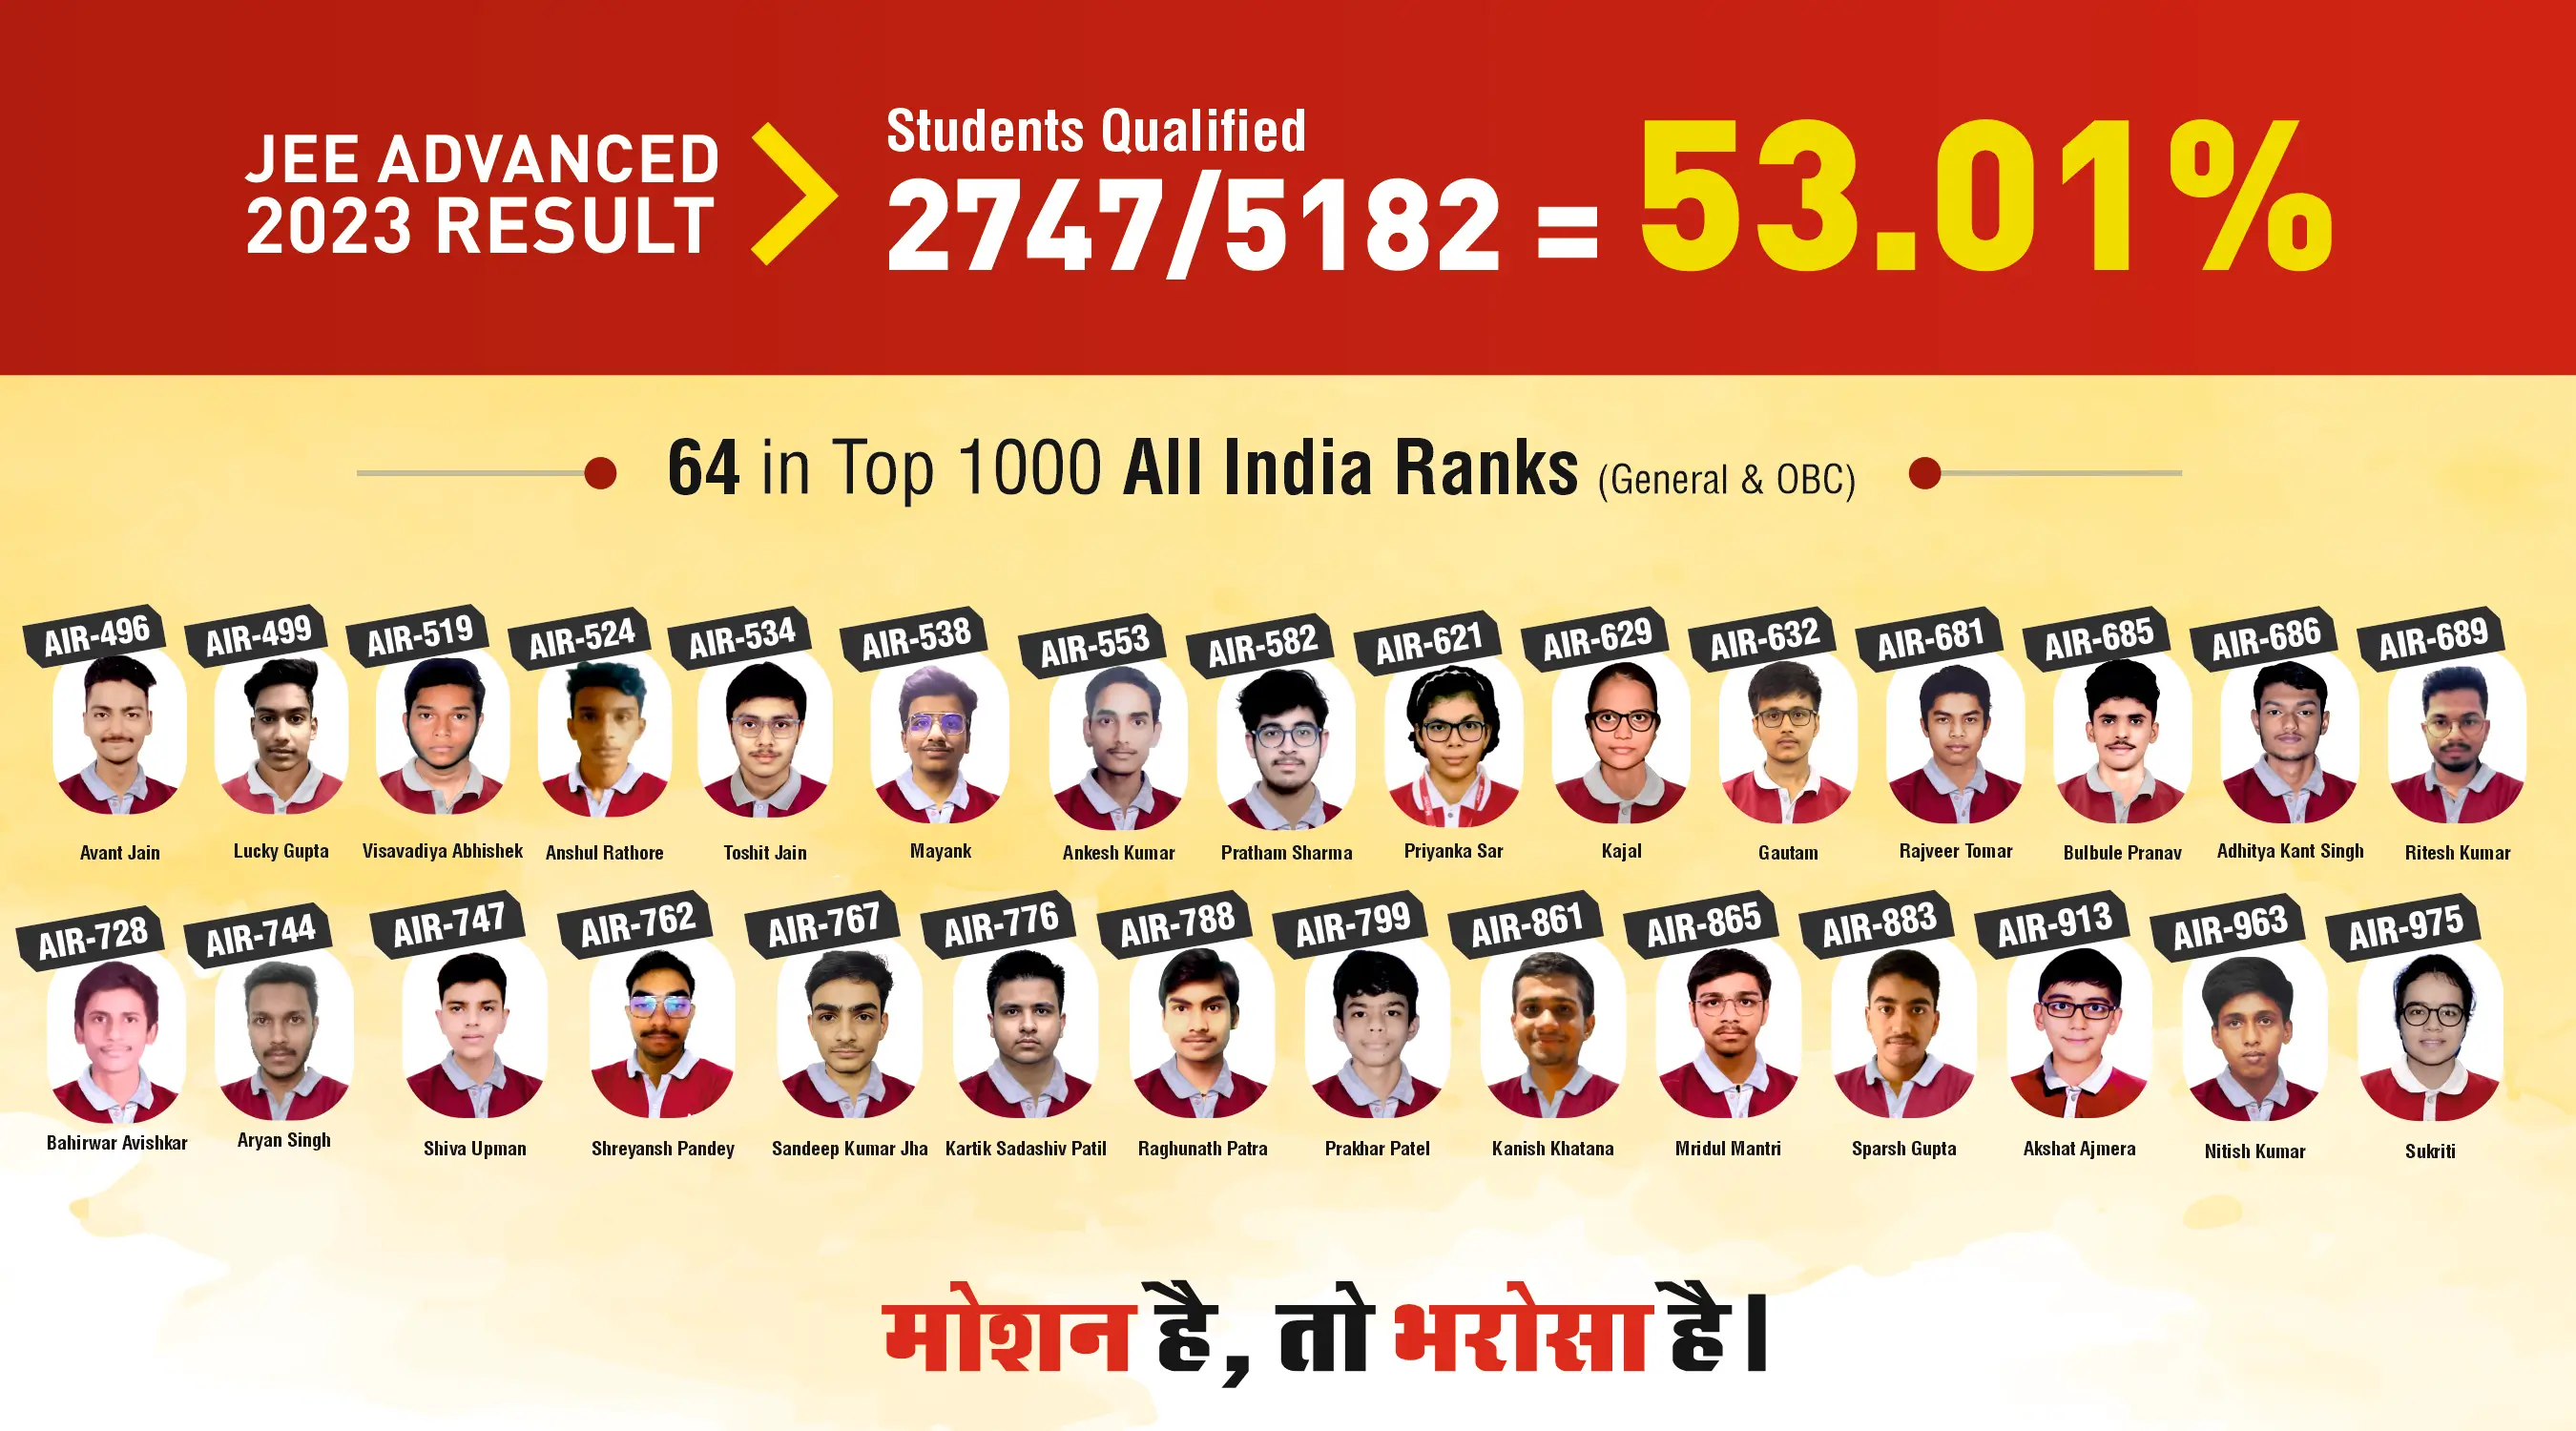 JEE ADVANCED
2023 RESULT
Students Qualified
2747/5182 = 53.01%
64 in Top 1000 All India Ranks (General & OBC)
AIR-496 AIR-499 AIR-519 AIR-524 AIR-534 AIR-538 AIR-553 AIR-582 AIR-621 AIR-629 AIR-632 AIR-681 AIR-685 AIR-686 AIR-689
Avant Jain Lucky Gupta Visavadiya Abhishek Anshul Rathore Toshit Jain Mayank Ankesh Kumar Pratham Sharma Priyanka Sar Kajal Gautam Rajveer Tomar Bulbule Pranav Adhitya Kant Singh Ritesh Kumar
AIR-728 AIR-744 AIR-747 AIR-762 AIR-767 AIR-776 AIR-788 AIR-799 AIR-861 AIR-865 AIR-883 AIR-913 AIR-963 AIR-975
Bahirwar Avishkar Aryan Singh Shiva Upman Shreyansh Pandey Sandeep Kumar Jha Kartik Sadashiv Patil Raghunath Patra Prakhar Patel Kanish Khatana Mridul Mantri Sparsh Gupta Akshat Ajmera Nitish Kumar Sukriti
मोशन है, तो भरोसा है।